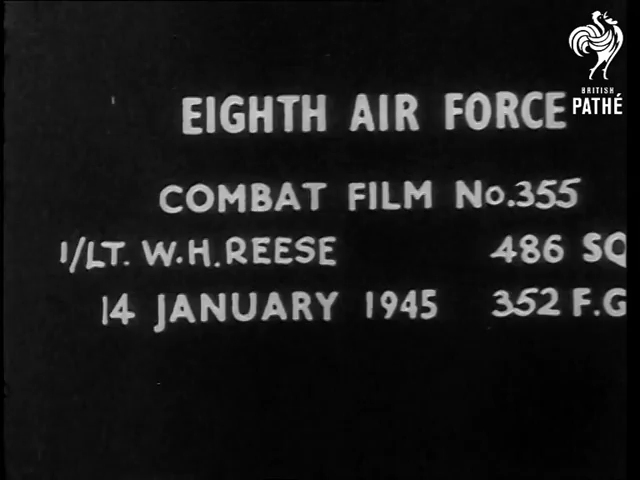 BRITISH
PATHÉ
EIGHTH AIR FORCE
COMBAT FILM No.355
1/LT. W.H.REESE 486 SQ
14 JANUARY 1945 352 F.G